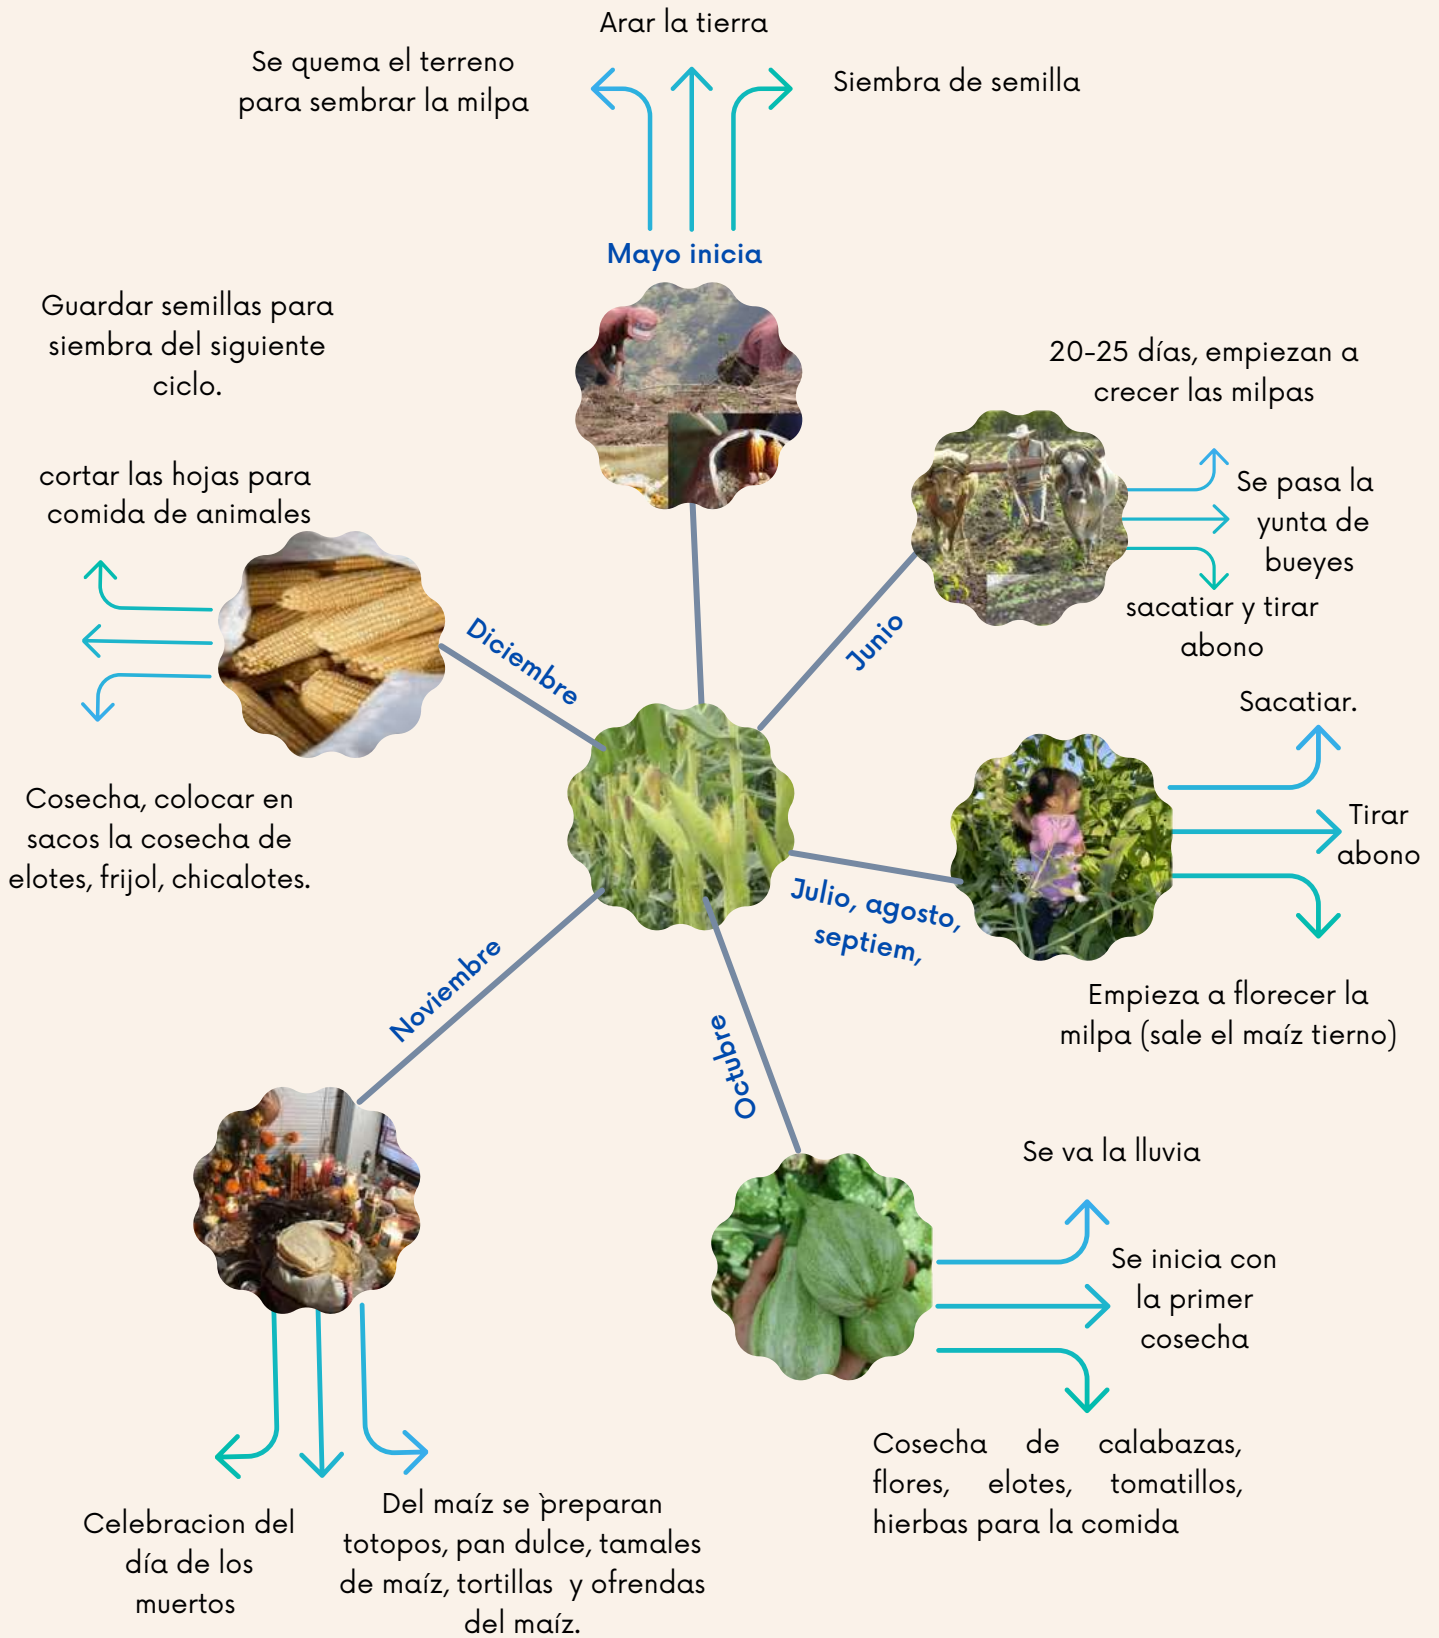 Arar la tierra
Se quema el terreno
para sembrar la milpa
Siembra de semilla
Mayo inicia
20-25 días, empiezan a
crecer las milpas
Se pasa la
yunta de
bueyes
sacatiar y tirar
abono
Junio
Sacatiar.
Tirar
abono
Empieza a florecer la
milpa (sale el maíz tierno)
Julio, agosto,
septiem,
Se va la lluvia
Se inicia con
la primer
cosecha
Cosecha de calabazas,
flores, elotes, tomatillos,
hierbas para la comida
Octubre
Noviembre
Celebracion del
día de los
muertos
Del maíz se ̀preparan
totopos, pan dulce, tamales
de maíz, tortillas y ofrendas
del maíz.
Diciembre
Guardar semillas para
siembra del siguiente
ciclo.
cortar las hojas para
comida de animales
Cosecha, colocar en
sacos la cosecha de
elotes, frijol, chicalotes.